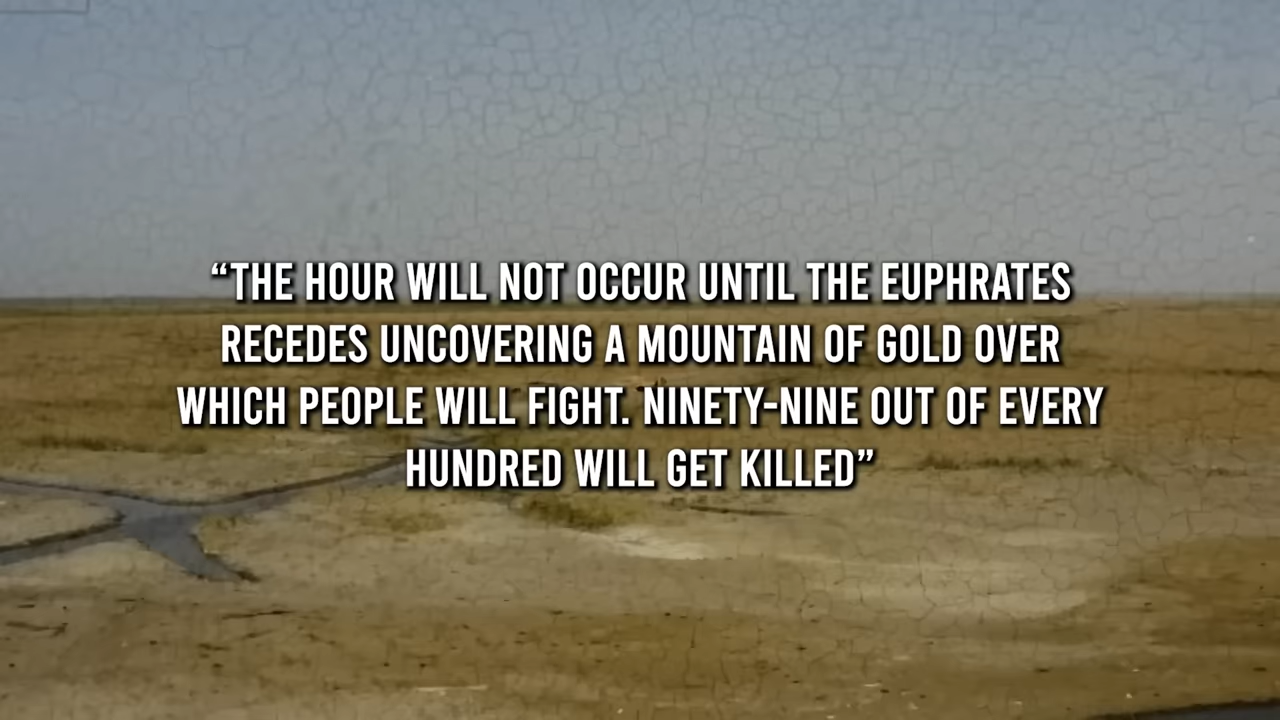 “THE HOUR WILL NOT OCCUR UNTIL THE EUPHRATES
RECEDES UNCOVERING A MOUNTAIN OF GOLD OVER
WHICH PEOPLE WILL FIGHT. NINETY-NINE OUT OF EVERY
HUNDRED WILL GET KILLED”